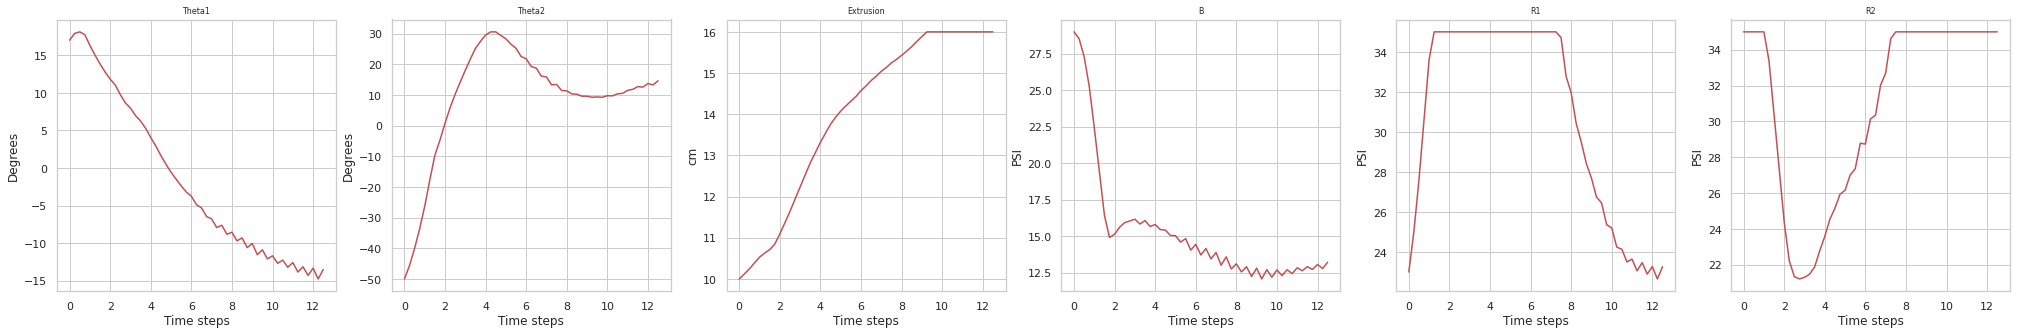 Theta1
Degrees
15
10
5
0
−5
−10
−15
0 2 4 6 8 10 12
Time steps
Theta2
Degrees
30
20
10
0
−10
−20
−30
−40
−50
0 2 4 6 8 10 12
Time steps
Extrusion
cm
16
15
14
13
12
11
10
0 2 4 6 8 10 12
Time steps
B
PSI
27.5
25.0
22.5
20.0
17.5
15.0
12.5
0 2 4 6 8 10 12
Time steps
R1
PSI
34
32
30
28
26
24
0 2 4 6 8 10 12
Time steps
R2
PSI
34
32
30
28
26
24
22
0 2 4 6 8 10 12
Time steps